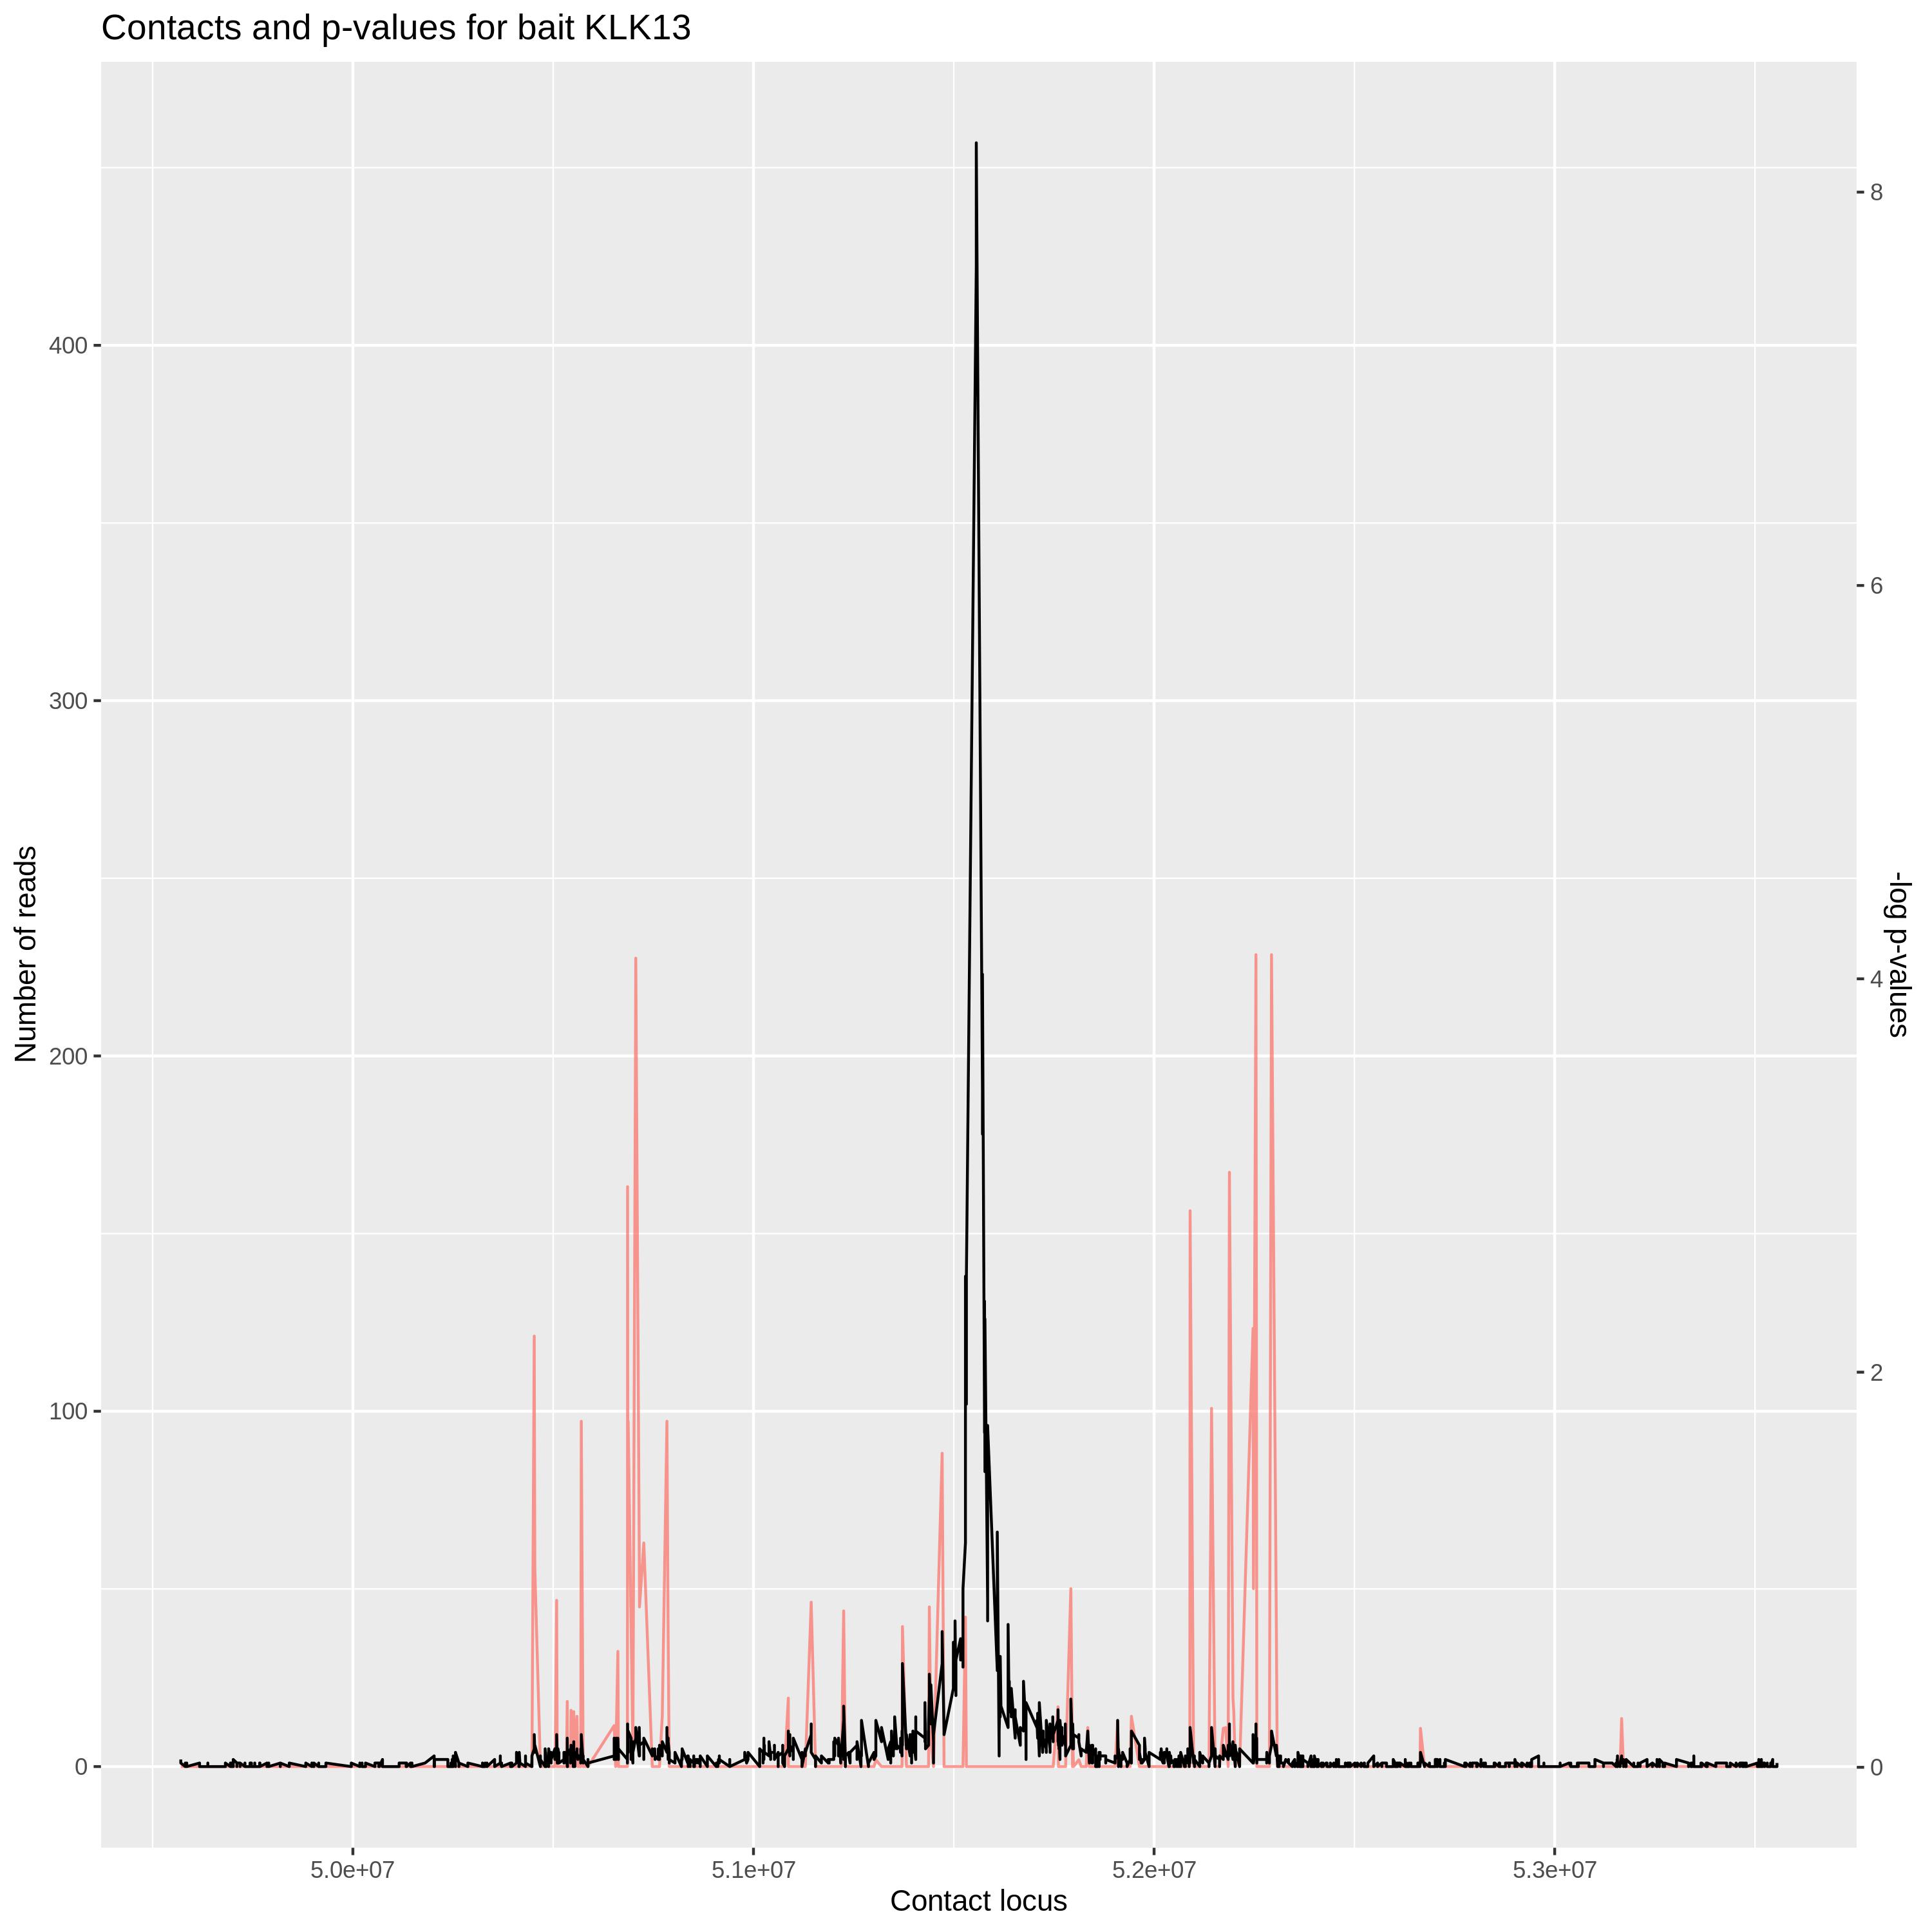 Contacts and p-values for bait KLK13
Number of reads
400
300
200
100
0
8
6
4
2
0
-log p-values
5.0e+07
5.1e+07
5.2e+07
5.3e+07
Contact locus